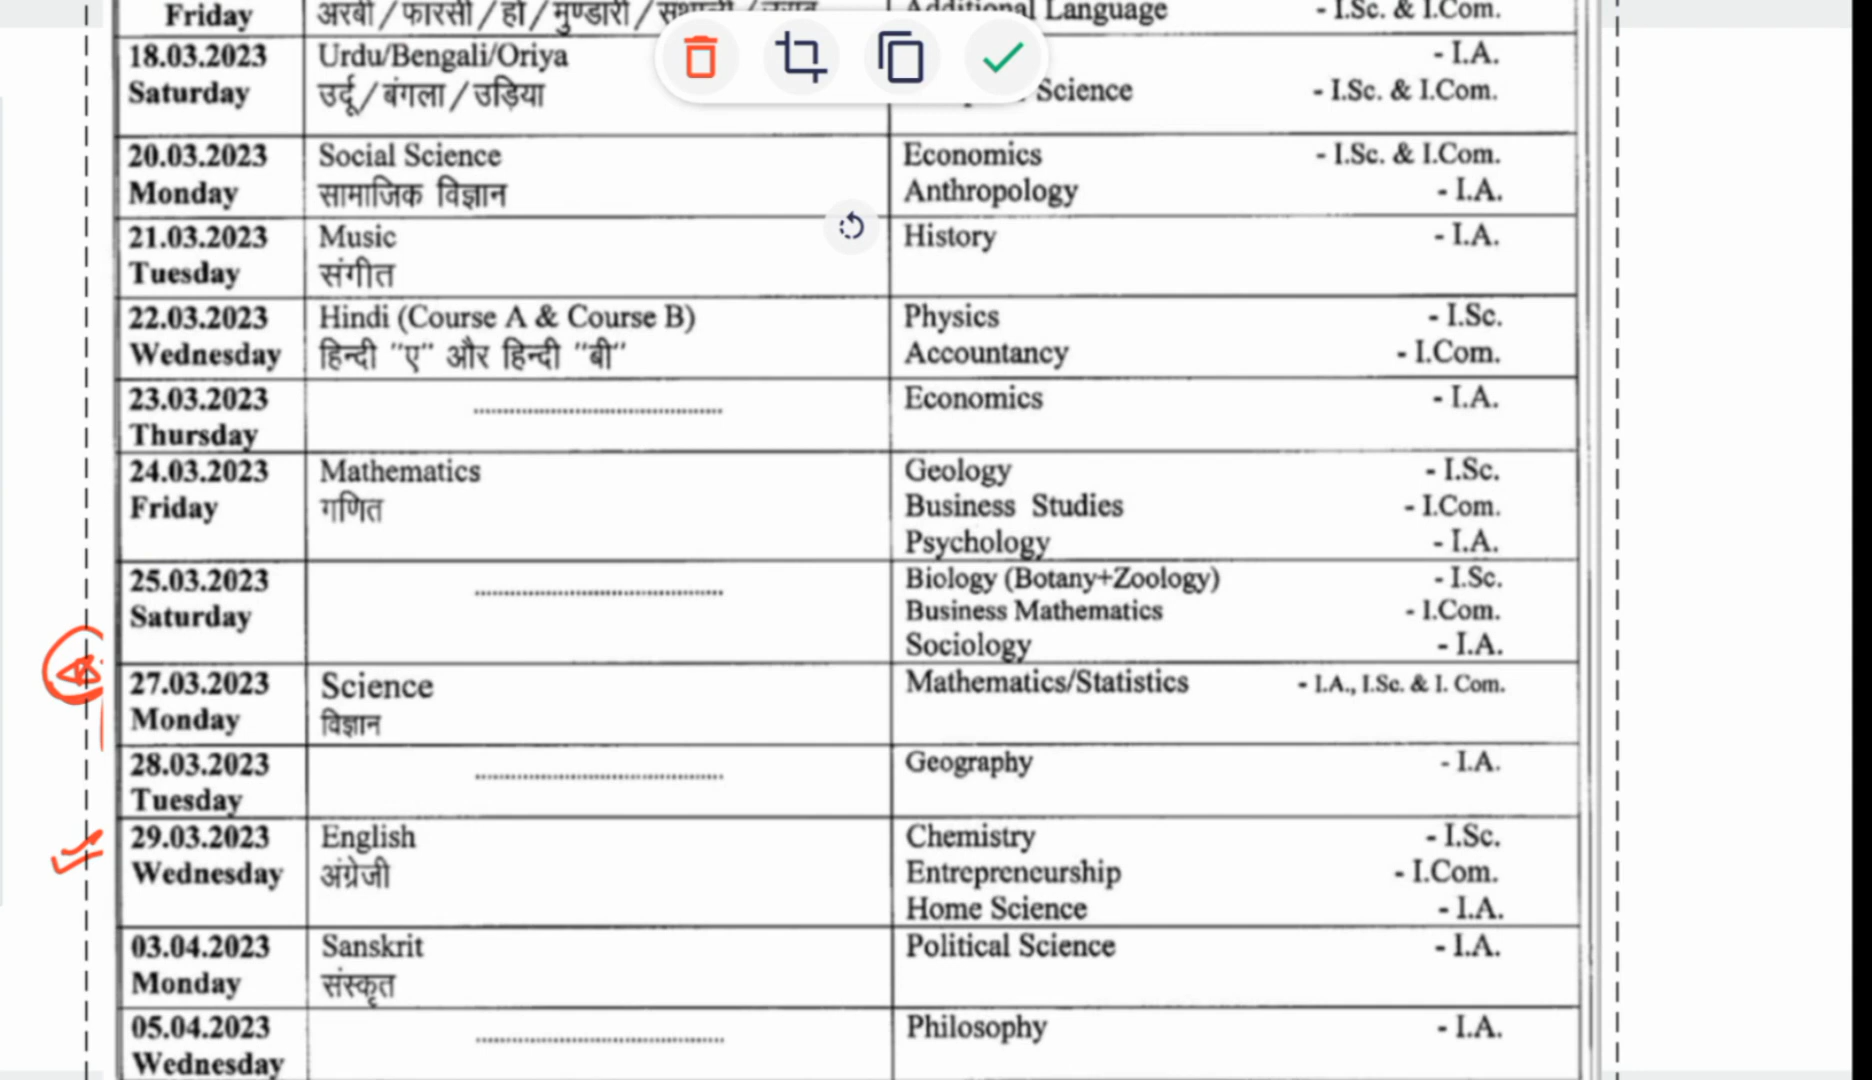 Friday
- I.Sc. & I.Com.
18.03.2023 Urdu/Bengali/Oriya - I.A.
Saturday उर्दू / बंगला / उड़िया Science - I.Sc. & I.Com.
20.03.2023 Social Science Economics - I.Sc. & I.Com.
Monday सामाजिक विज्ञान Anthropology - I.A.
21.03.2023 Music History - I.A.
Tuesday संगीत
22.03.2023 Hindi (Course A & Course B) Physics - I.Sc.
Wednesday हिन्दी "ए" और हिन्दी "बी" Accountancy - I.Com.
23.03.2023 Economics - I.A.
Thursday
24.03.2023 Mathematics Geology - I.Sc.
Friday गणित Business Studies - I.Com.
Psychology - I.A.
25.03.2023 Biology (Botany+Zoology) - I.Sc.
Saturday Business Mathematics - I.Com.
Sociology - I.A.
27.03.2023 Science Mathematics/Statistics - I.A., I.Sc. & I. Com.
Monday विज्ञान
28.03.2023 Geography - I.A.
Tuesday
29.03.2023 English Chemistry - I.Sc.
Wednesday अंग्रेजी Entrepreneurship - I.Com.
Home Science - I.A.
03.04.2023 Sanskrit Political Science - I.A.
Monday संस्कृत
05.04.2023 Philosophy - I.A.
Wednesday